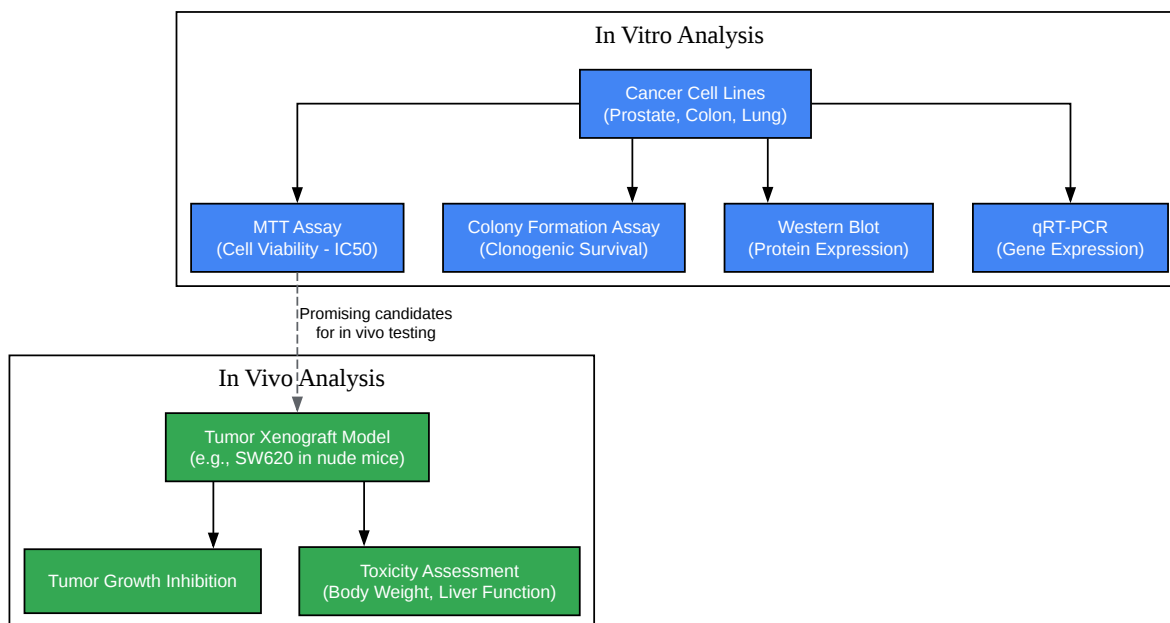 In Vitro Analysis
Cancer Cell Lines
(Prostate, Colon, Lung)
MTT Assay
(Cell Viability - IC50)
Colony Formation Assay
(Clonogenic Survival)
Western Blot
(Protein Expression)
qRT-PCR
(Gene Expression)
Promising candidates
for in vivo testing
In Vivo Analysis
Tumor Xenograft Model
(e.g., SW620 in nude mice)
Tumor Growth Inhibition
Toxicity Assessment
(Body Weight, Liver Function)